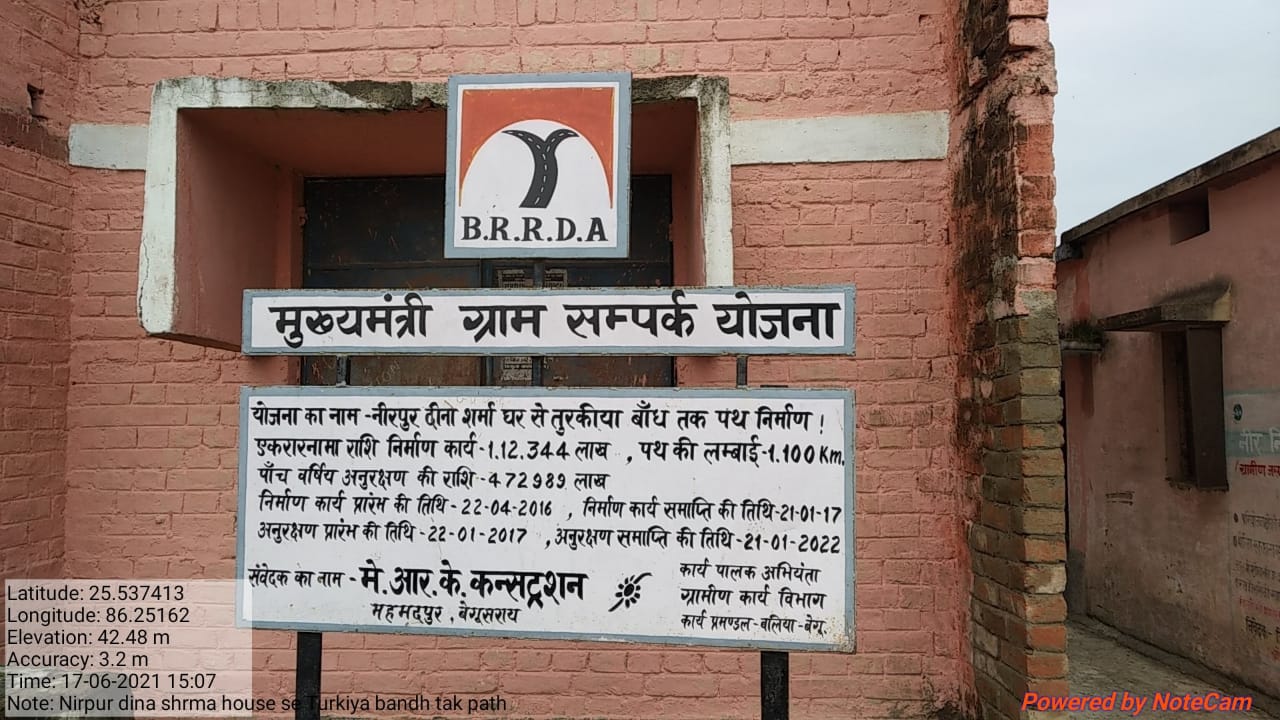 B.R.R.D.A
मुख्यमंत्री ग्राम सम्पर्क योजना
योजना का नाम -नीरपुर दीनो शर्मा घर से तुरकीया बाँध तक पथ निर्माण !
एकरारनामा राशि निर्माण कार्य-1.12.344 लाख , पथ की लम्बाई-1.100 Km.
पाँच वर्षिय अनुरक्षण की राशि-472989 लाख
निर्माण कार्य प्रारंभ की तिथि-22-04-2016 , निर्माण कार्य समाप्ति की तिथि-21-01-17
अनुरक्षण प्रारंभ की तिथि-22-01-2017 ,अनुरक्षण समाप्ति की तिथि-21-01-2022
संवेदक का नाम-मे.आर.के.कन्सट्रशन
महमदपुर , बेगूसराय
कार्य पालक अभियंता
ग्रामीण कार्य विभाग
कार्य प्रमण्डल-बलिया-बेगू.
Latitude: 25.537413
Longitude: 86.25162
Elevation: 42.48 m
Accuracy: 3.2 m
Time: 17-06-2021 15:07
Note: Nirpur dina shrma house se Turkiya bandh tak path
Powered by NoteCam